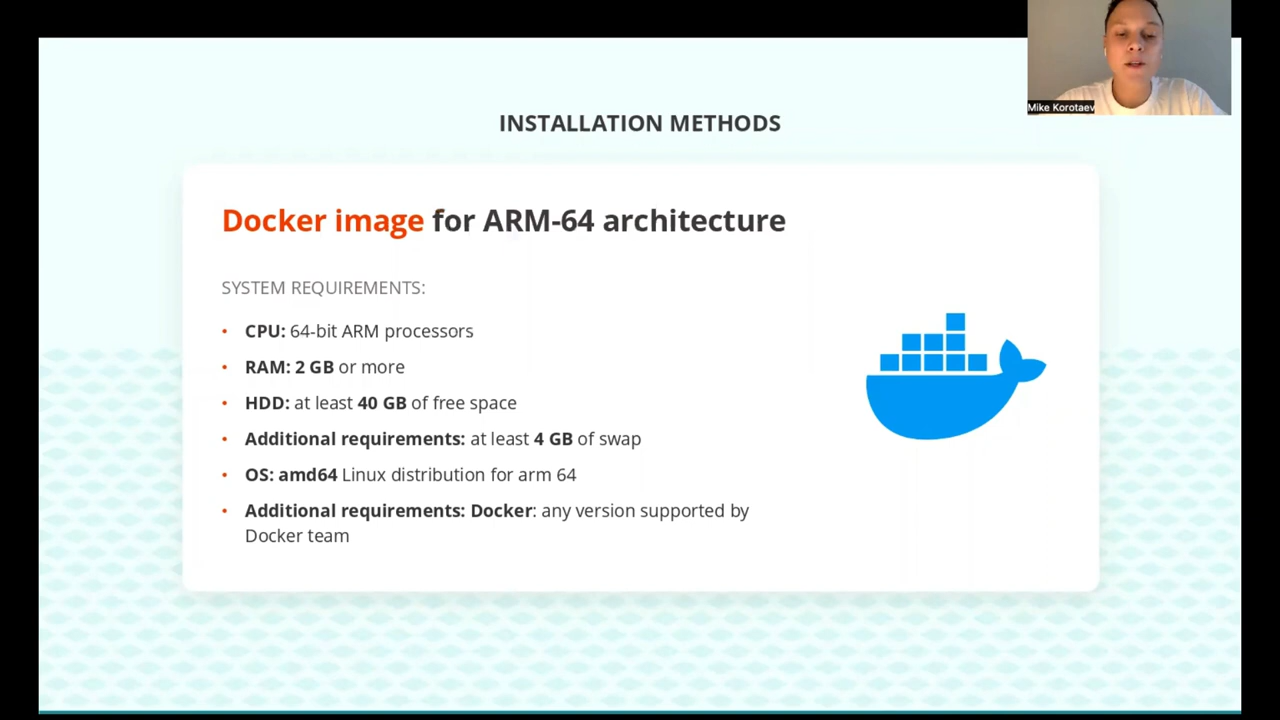 Mike Korotaev
INSTALLATION METHODS
Docker image for ARM-64 architecture
SYSTEM REQUIREMENTS:
• CPU: 64-bit ARM processors
• RAM: 2 GB or more
• HDD: at least 40 GB of free space
• Additional requirements: at least 4 GB of swap
• OS: amd64 Linux distribution for arm 64
• Additional requirements: Docker: any version supported by
Docker team